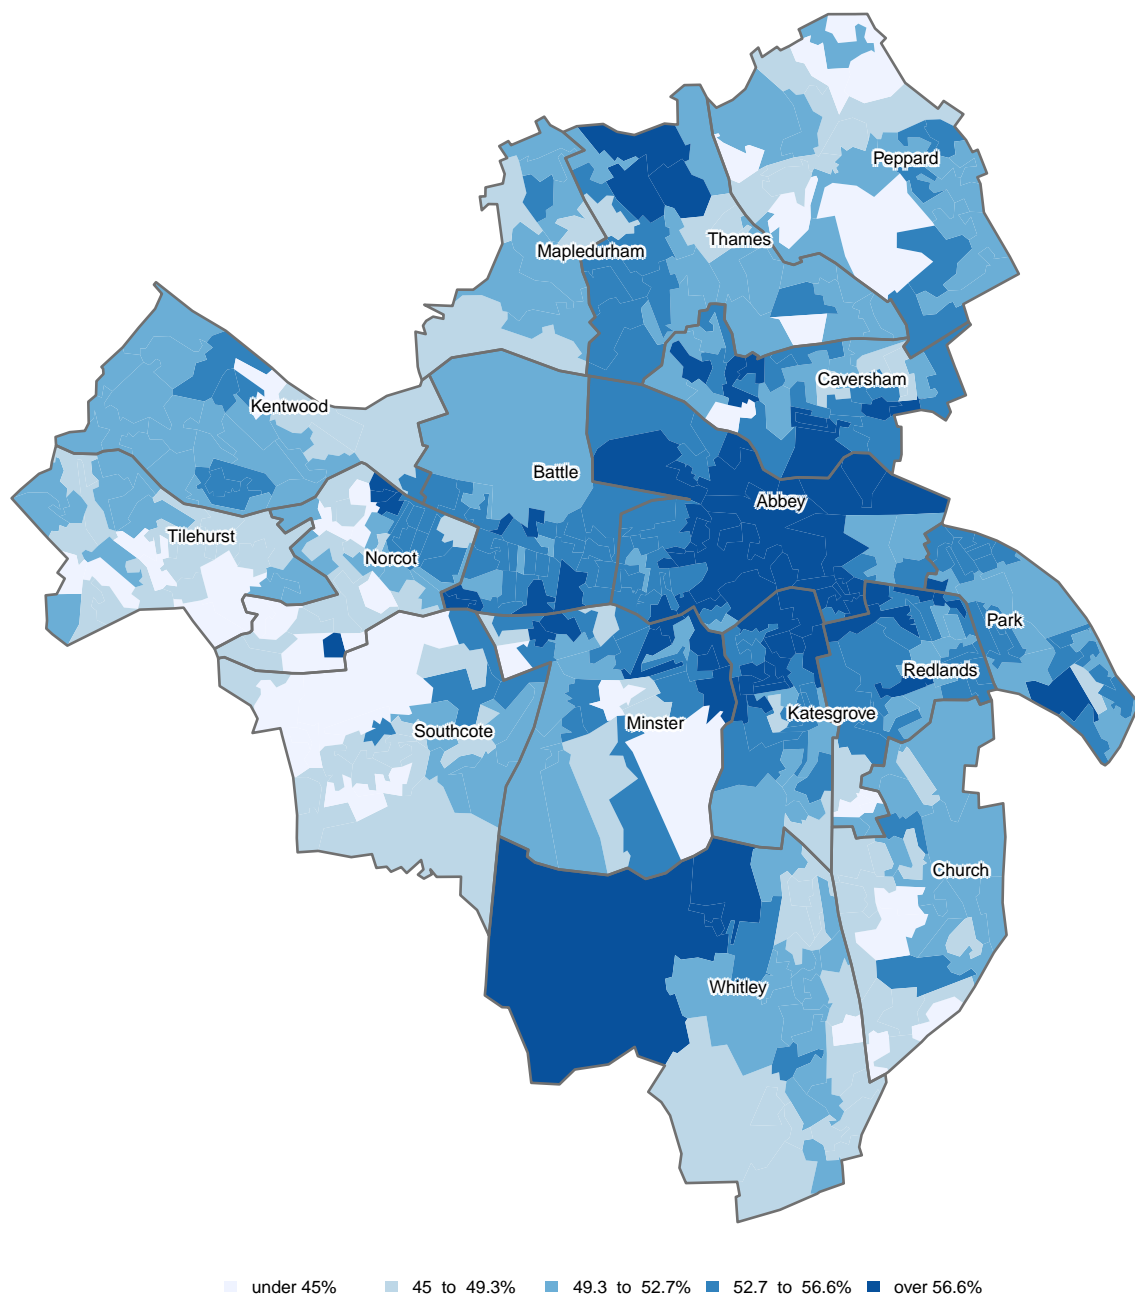 Peppard
Thames
Mapledurham
Caversham
Kentwood
Battle
Abbey
Tilehurst
Norcot
Park
Redlands
Katesgrove
Minster
Southcote
Church
Whitley
under 45% 45 to 49.3% 49.3 to 52.7% 52.7 to 56.6% over 56.6%